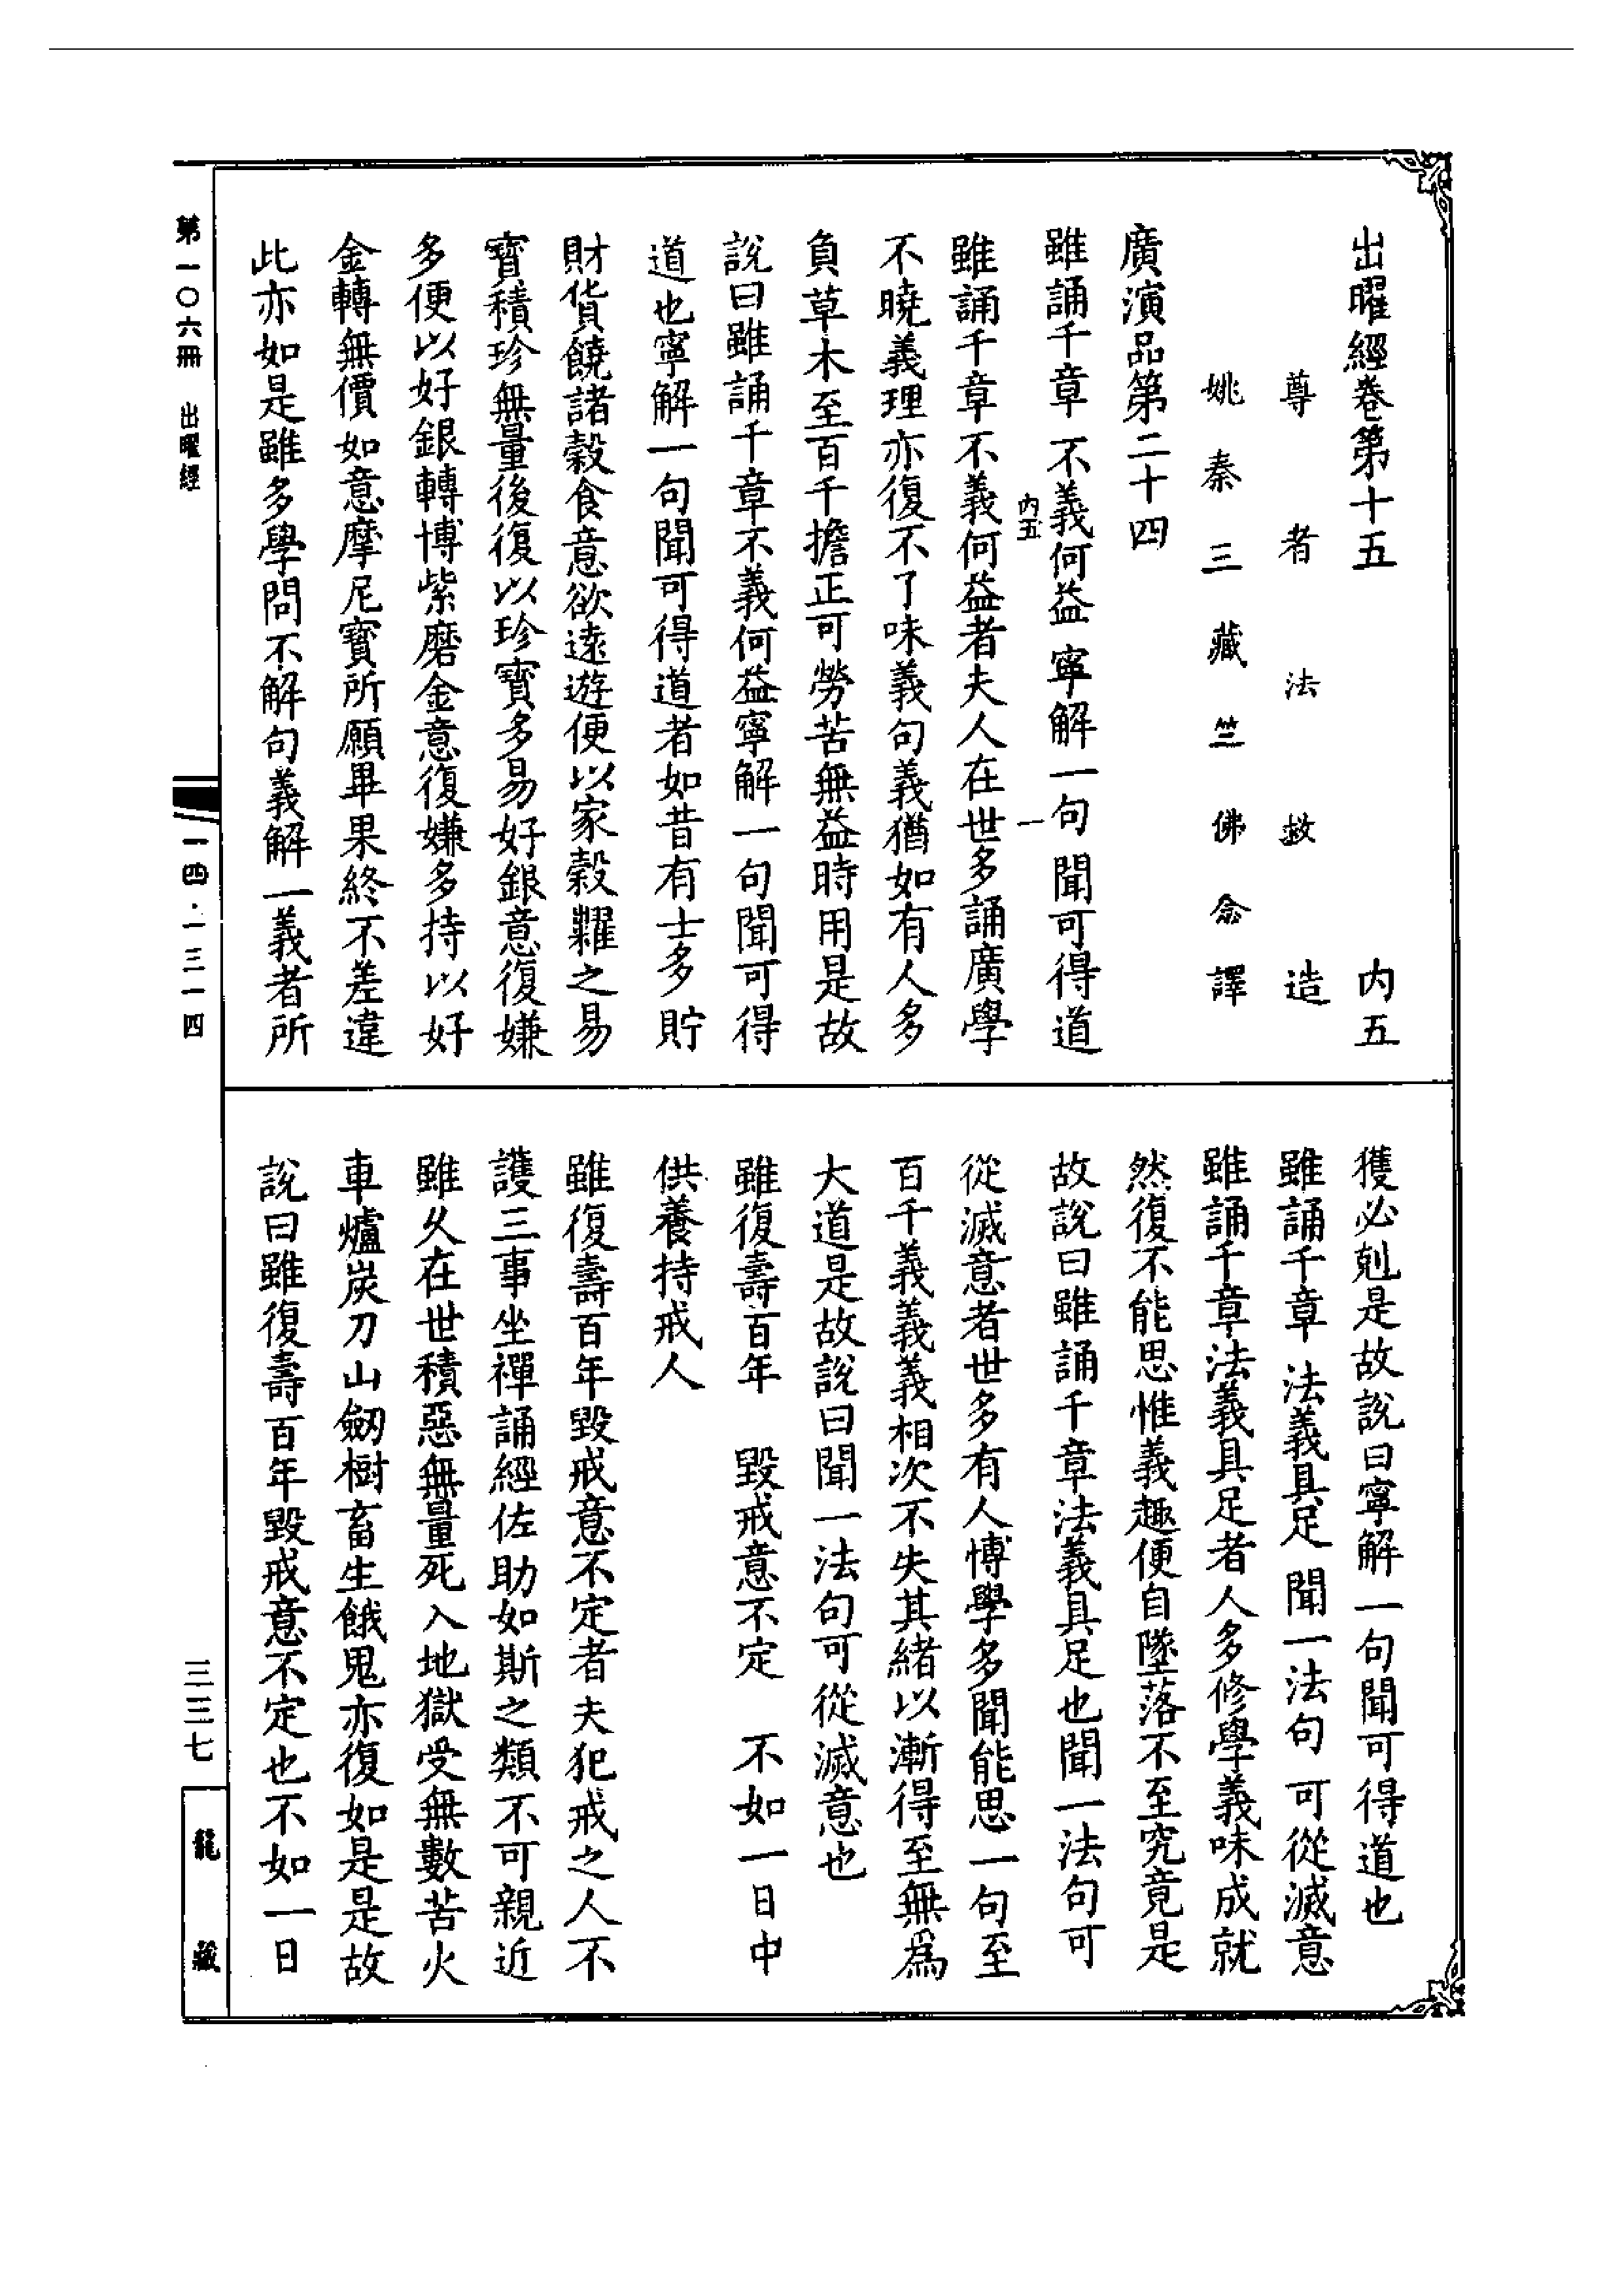 出曜經卷第十五 内五
尊者法救造
姚秦三藏竺佛念譯
廣演品第二十四
雖誦千章 不義何益 寧解一句 聞可得道
内五 一
雖誦千章不義何益者夫人在世多誦廣學
不曉義理亦復不了味義句義猶如有人多
負草木至百千擔正可勞苦無益時用是故
說曰雖誦千章不義何益寧解一句聞可得
道也寧解一句聞可得道者如昔有士多貯
財貨饒諸穀食意欲遠遊便以家穀糶之易
寶積珍無量後復以珍寶多易好銀意復嫌
多便以好銀轉博紫磨金意復嫌多持以好
金轉無價如意摩尼寶所願畢果終不差違
此亦如是雖多學問不解句義解一義者所
獲必剋是故說曰寧解一句聞可得道也
雖誦千章 法義具足 聞一法句 可從滅意
雖誦千章法義具足者人多修學義味成就
然復不能思惟義趣便自墜落不至究竟是
故說曰雖誦千章法義具足也聞一法句可
從滅意者世多有人博學多聞能思一句至
百千義義義相次不失其緒以漸得至無為
大道是故說曰聞一法句可從滅意也
雖復壽百年 毀戒意不定 不如一日中
供養持戒人
雖復壽百年毀戒意不定者夫犯戒之人不
護三事坐禪誦經佐助如斯之類不可親近
雖久在世積惡無量死入地獄受無數苦火
車爐炭刀山劒樹畜生餓鬼亦復如是是故
說曰雖復壽百年毀戒意不定也不如一日
第一〇六冊 出曜經
一四·一三一四
三三七
龍藏